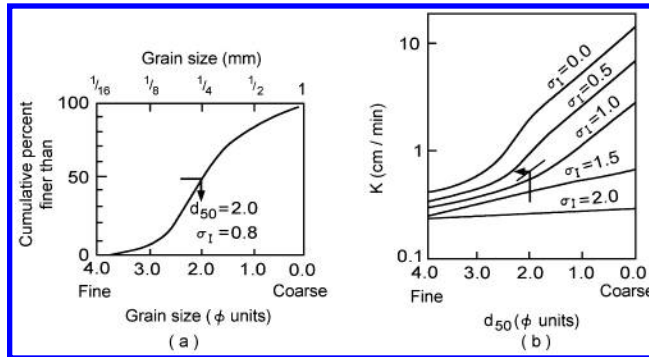 Grain size (mm)
1/16 1/8 1/4 1/2 1
100
50
0
Cumulative percent
finer than
d50=2.0
σI=0.8
4.0 3.0 2.0 1.0 0.0
Fine Coarse
Grain size (ϕ units)
( a )
10
1
0.1
K (cm / min)
σI=0.0
σI=0.5
σI=1.0
σI=1.5
σI=2.0
4.0 3.0 2.0 1.0 0.0
Fine Coarse
d50 (ϕ units)
( b )